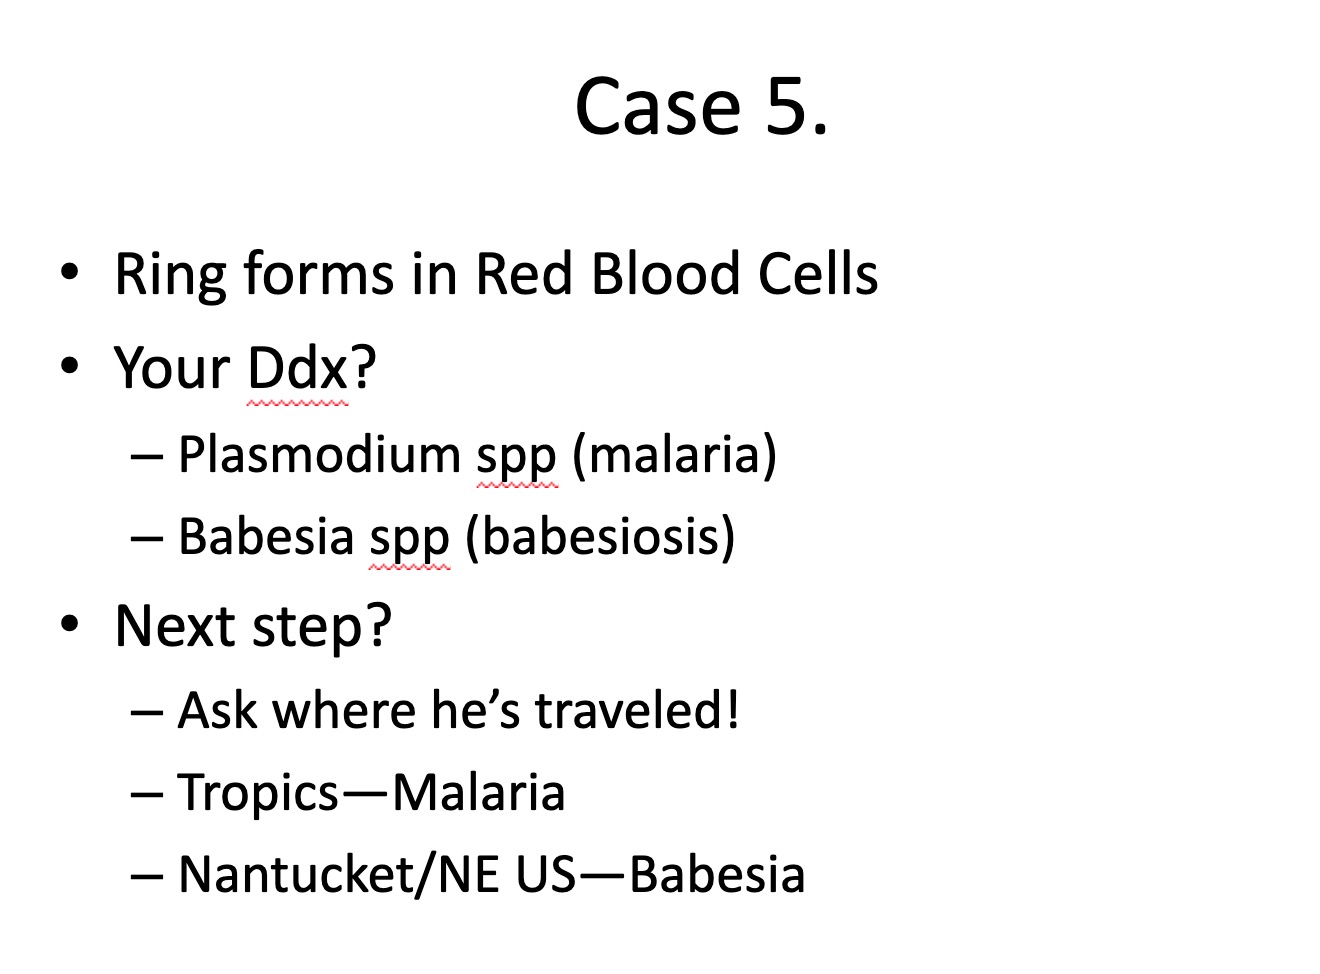 Case 5.
• Ring forms in Red Blood Cells
• Your Ddx?
– Plasmodium spp (malaria)
– Babesia spp (babesiosis)
• Next step?
– Ask where he’s traveled!
– Tropics—Malaria
– Nantucket/NE US—Babesia